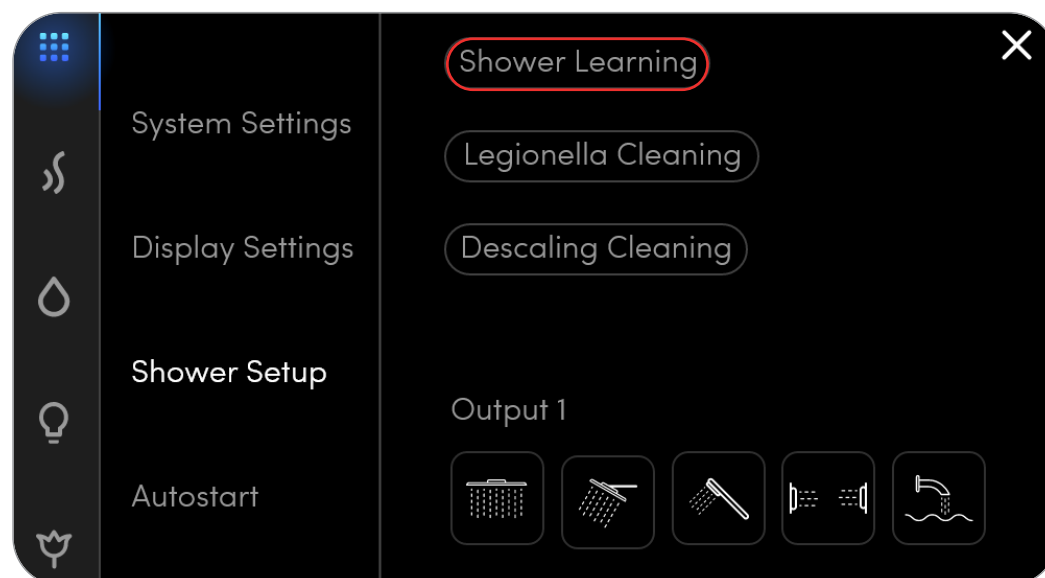 System Settings
Display Settings
Shower Setup
Autostart
Shower Learning
Legionella Cleaning
Descaling Cleaning
Output 1